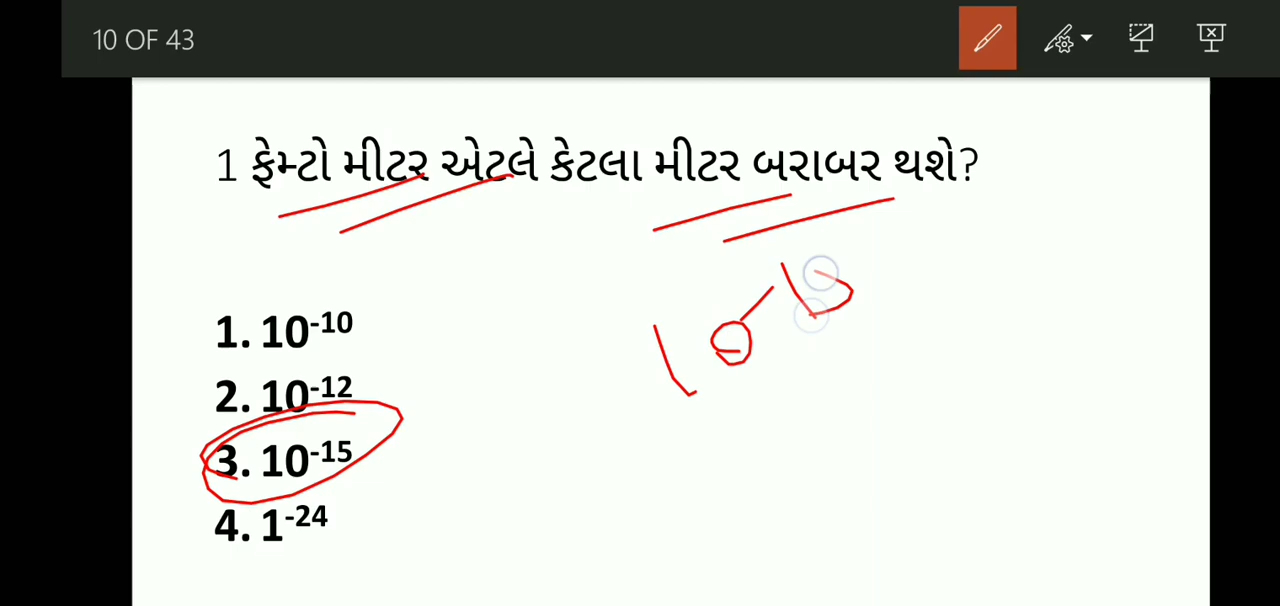 10 OF 43
1 ફેમ્ટો મીટર એટલે કેટલા મીટર બરાબર થશે?
1. 10⁻¹⁰
2. 10⁻¹²
3. 10⁻¹⁵
4. 1⁻²⁴